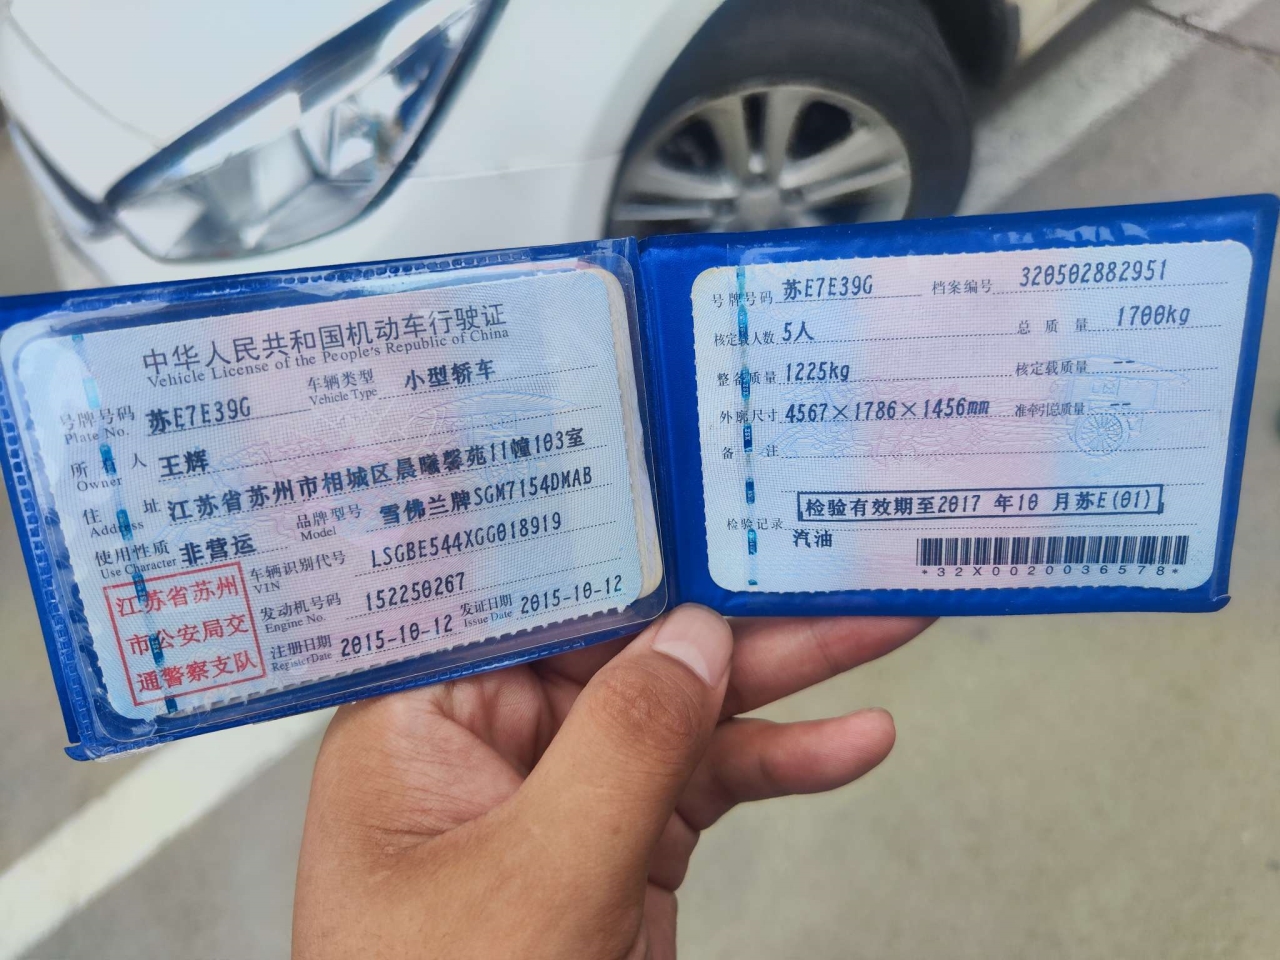 中华人民共和国机动车行驶证
Vehicle License of the People's Republic of China
号牌号码 苏E7E39G 车辆类型 小型轿车
Plate No. Vehicle Type
所有人 王辉
Owner
住址 江苏省苏州市相城区晨曦馨苑11幢103室
Address
使用性质 非营运 品牌型号 雪佛兰牌SGM7154DMAB
Use Character Model
江苏省苏州
市公安局交
通警察支队
车辆识别代号 LSGBE544XGG018919
VIN
发动机号码 152250267
Engine No.
注册日期 2015-10-12 发证日期 2015-10-12
Register Date Issue Date
号牌号码 苏E7E39G 档案编号 320502882951
核定载人数 5人 总质量 1700kg
整备质量 1225kg 核定载质量 --
外廓尺寸 4567×1786×1456mm 准牵引总质量 --
备注
检验有效期至2017年10月苏E(01)
检验记录
汽油
*32X0020036578*